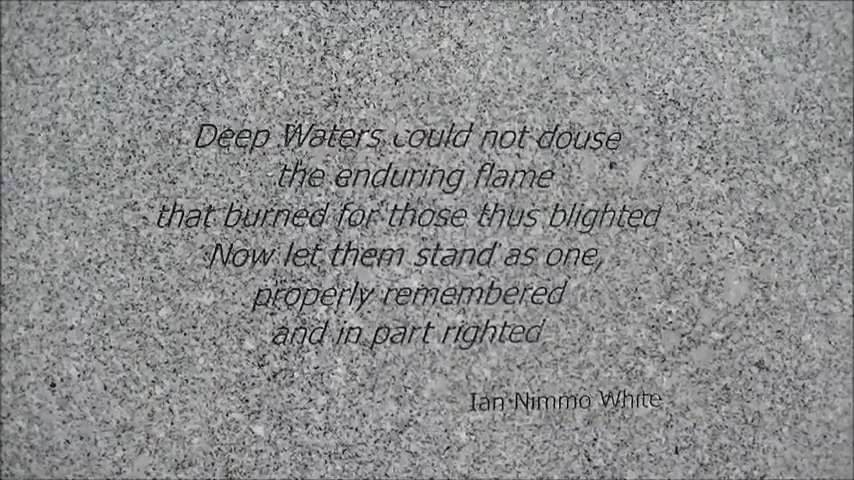 Deep Waters could not douse
the enduring flame
that burned for those thus blighted
Now let them stand as one,
properly remembered
and in part righted
Ian Nimmo White